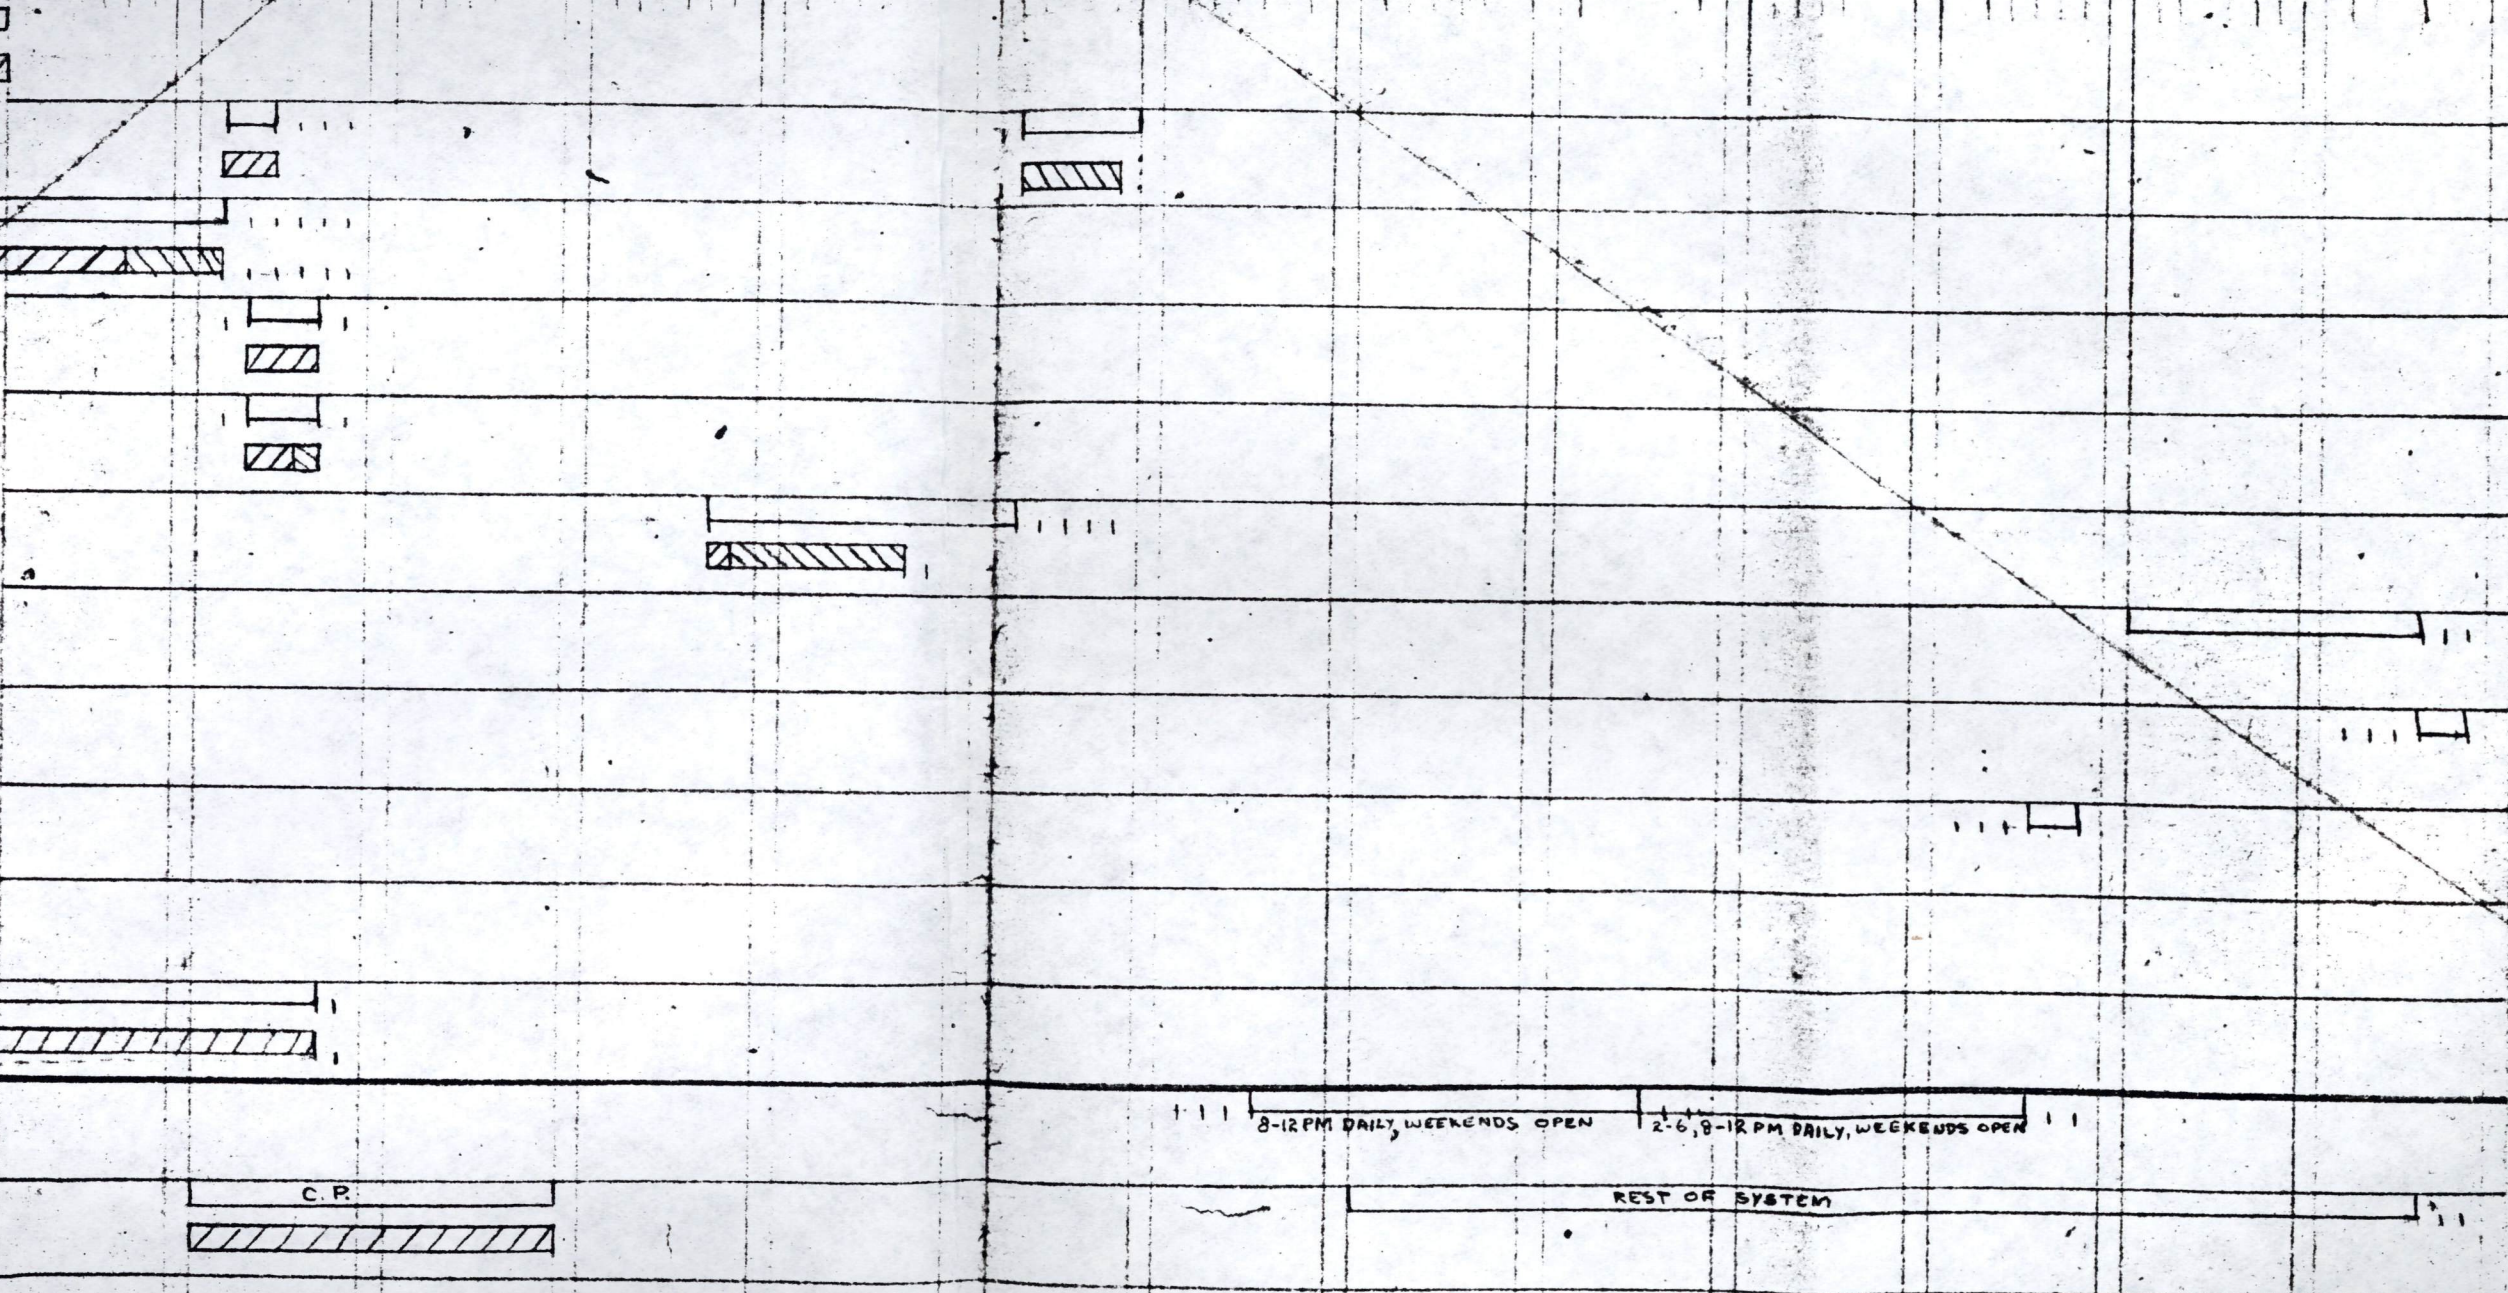 8-12 PM DAILY, WEEKENDS OPEN
2-6, 8-12 PM DAILY, WEEKENDS OPEN
C. P.
REST OF SYSTEM